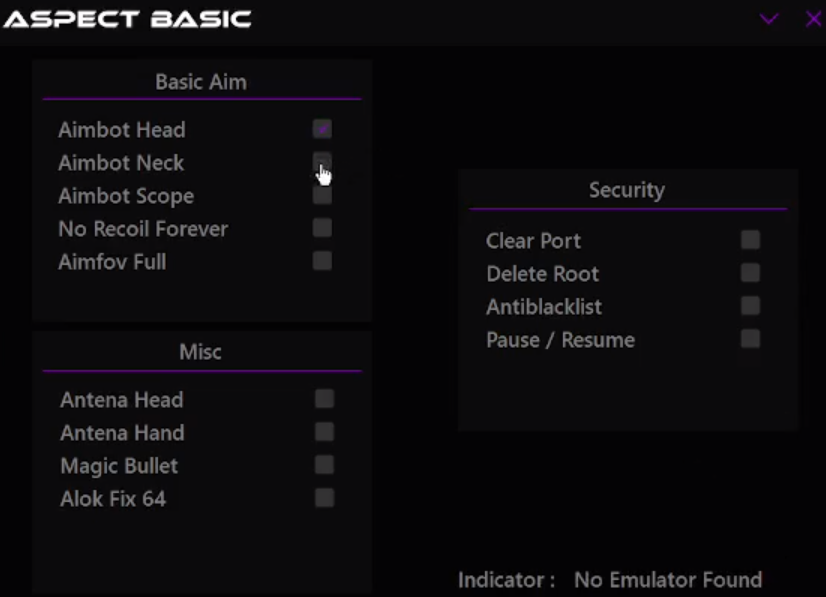 ASPECT BASIC
Basic Aim
Aimbot Head
Aimbot Neck
Aimbot Scope
No Recoil Forever
Aimfov Full
Misc
Antena Head
Antena Hand
Magic Bullet
Alok Fix 64
Security
Clear Port
Delete Root
Antiblacklist
Pause / Resume
Indicator : No Emulator Found